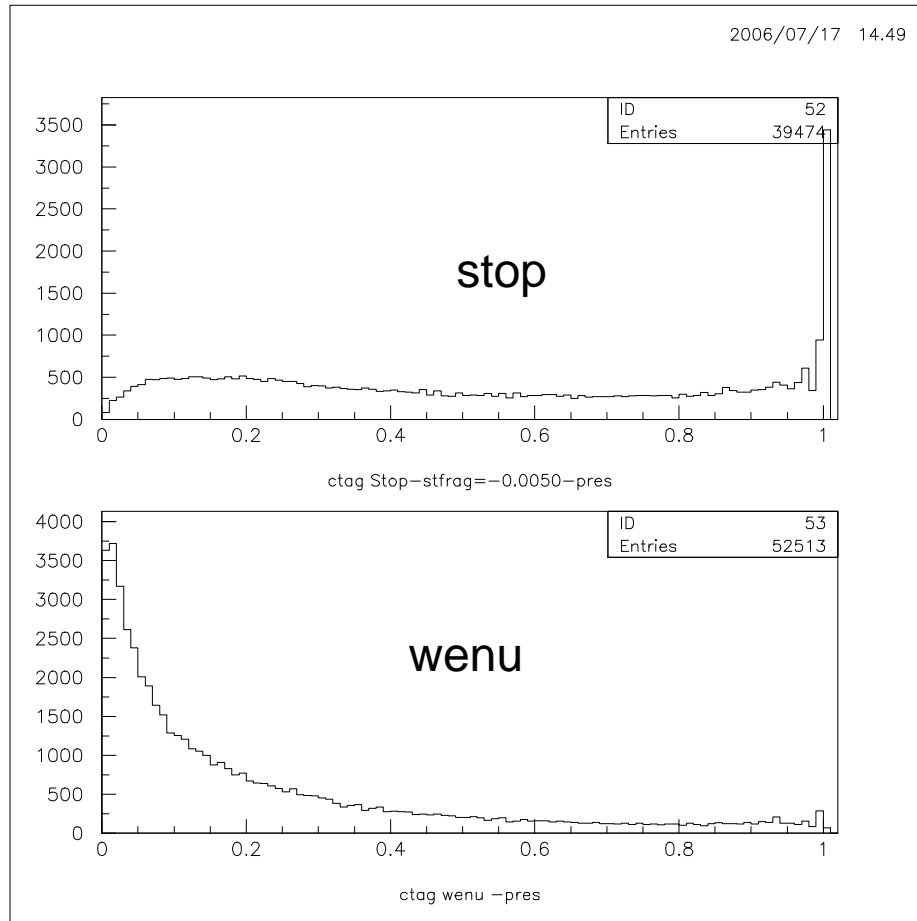 2006/07/17 14.49
ID 52
Entries 39474
3500
3000
2500
2000
1500
1000
500
0
stop
0 0.2 0.4 0.6 0.8 1
ctag Stop-stfrag=-0.0050-pres
ID 53
Entries 52513
4000
3500
3000
2500
2000
1500
1000
500
0
wenu
0 0.2 0.4 0.6 0.8 1
ctag wenu -pres